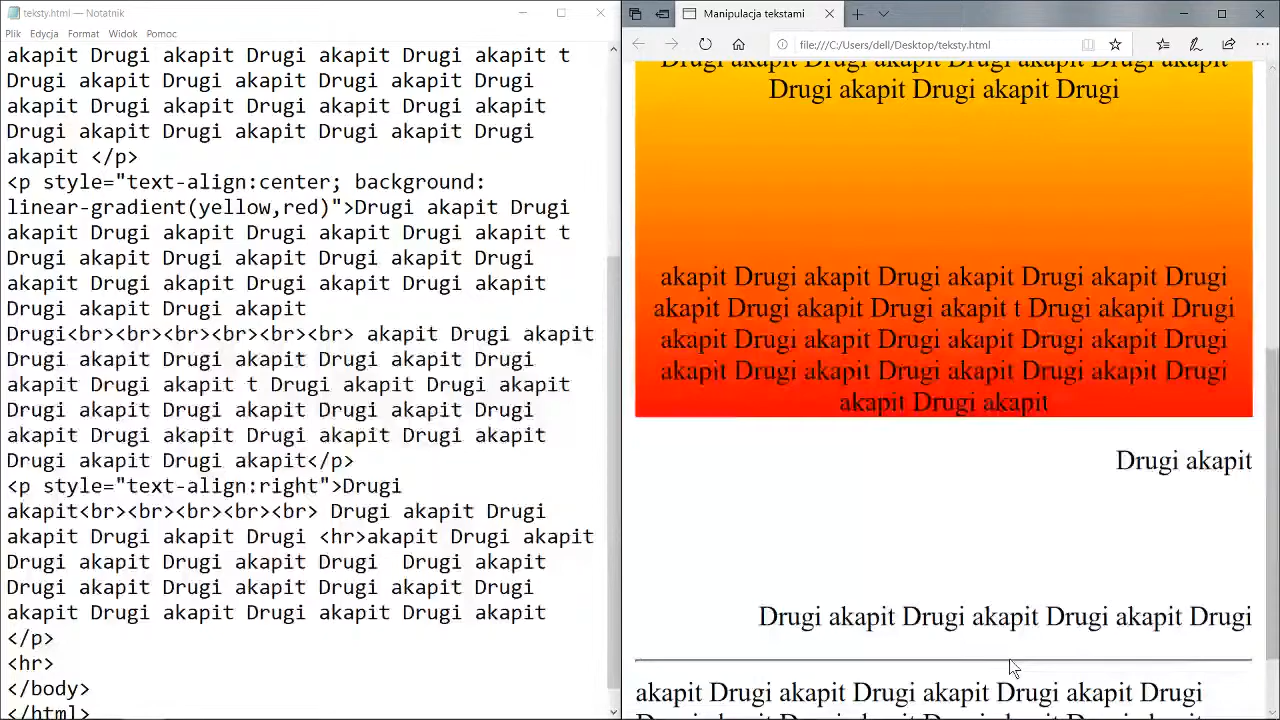 teksty.html — Notatnik
Plik Edycja Format Widok Pomoc
akapit Drugi akapit Drugi akapit Drugi akapit t
Drugi akapit Drugi akapit Drugi akapit Drugi
akapit Drugi akapit Drugi akapit Drugi akapit
Drugi akapit Drugi akapit Drugi akapit Drugi
akapit </p>
<p style="text-align:center; background:
linear-gradient(yellow,red)">Drugi akapit Drugi
akapit Drugi akapit Drugi akapit Drugi akapit t
Drugi akapit Drugi akapit Drugi akapit Drugi
akapit Drugi akapit Drugi akapit Drugi akapit
Drugi akapit Drugi akapit
Drugi<br><br><br><br><br><br> akapit Drugi akapit
Drugi akapit Drugi akapit Drugi akapit Drugi
akapit Drugi akapit t Drugi akapit Drugi akapit
Drugi akapit Drugi akapit Drugi akapit Drugi
akapit Drugi akapit Drugi akapit Drugi akapit
Drugi akapit Drugi akapit</p>
<p style="text-align:right">Drugi
akapit<br><br><br><br><br> Drugi akapit Drugi
akapit Drugi akapit Drugi <hr>akapit Drugi akapit
Drugi akapit Drugi akapit Drugi  Drugi akapit
Drugi akapit Drugi akapit Drugi akapit Drugi
akapit Drugi akapit Drugi akapit Drugi akapit
</p>
<hr>
</body>
</html>
Manipulacja tekstami
file:///C:/Users/dell/Desktop/teksty.html
Drugi akapit Drugi akapit Drugi akapit Drugi akapit
Drugi akapit Drugi akapit Drugi
akapit Drugi akapit Drugi akapit Drugi akapit Drugi
akapit Drugi akapit Drugi akapit t Drugi akapit Drugi
akapit Drugi akapit Drugi akapit Drugi akapit Drugi
akapit Drugi akapit Drugi akapit Drugi akapit Drugi
akapit Drugi akapit
Drugi akapit
Drugi akapit Drugi akapit Drugi akapit Drugi
akapit Drugi akapit Drugi akapit Drugi akapit Drugi